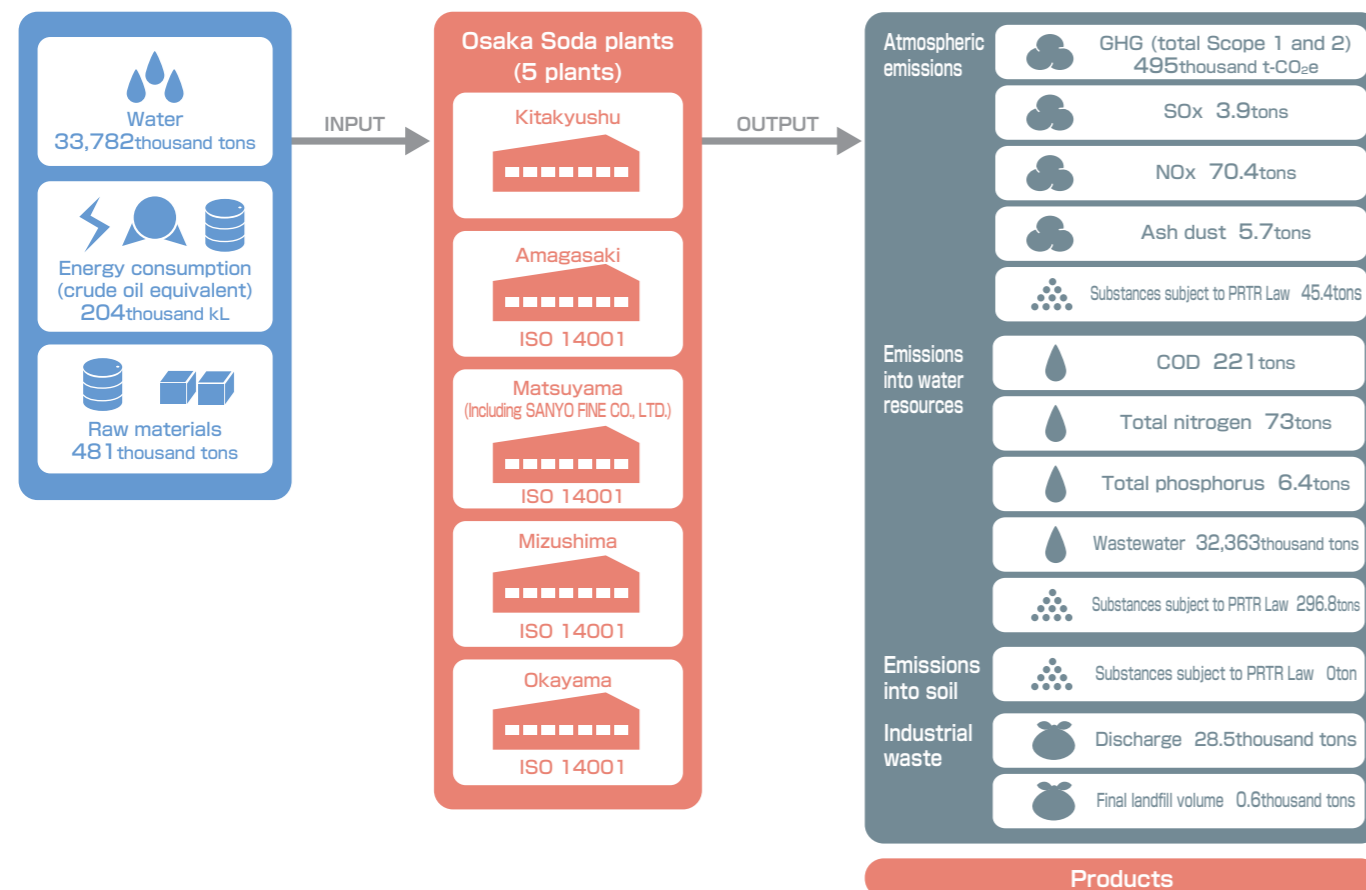 Water
33,782thousand tons
Energy consumption
(crude oil equivalent)
204thousand kL
Raw materials
481thousand tons
INPUT
Osaka Soda plants
(5 plants)
Kitakyushu
Amagasaki
ISO 14001
Matsuyama
(Including SANYO FINE CO., LTD.)
ISO 14001
Mizushima
ISO 14001
Okayama
ISO 14001
OUTPUT
Atmospheric
emissions
GHG (total Scope 1 and 2)
495thousand t-CO₂e
SOx 3.9tons
NOx 70.4tons
Ash dust 5.7tons
Substances subject to PRTR Law 45.4tons
Emissions
into water
resources
COD 221tons
Total nitrogen 73tons
Total phosphorus 6.4tons
Wastewater 32,363thousand tons
Substances subject to PRTR Law 296.8tons
Emissions
into soil
Substances subject to PRTR Law 0ton
Industrial
waste
Discharge 28.5thousand tons
Final landfill volume 0.6thousand tons
Products